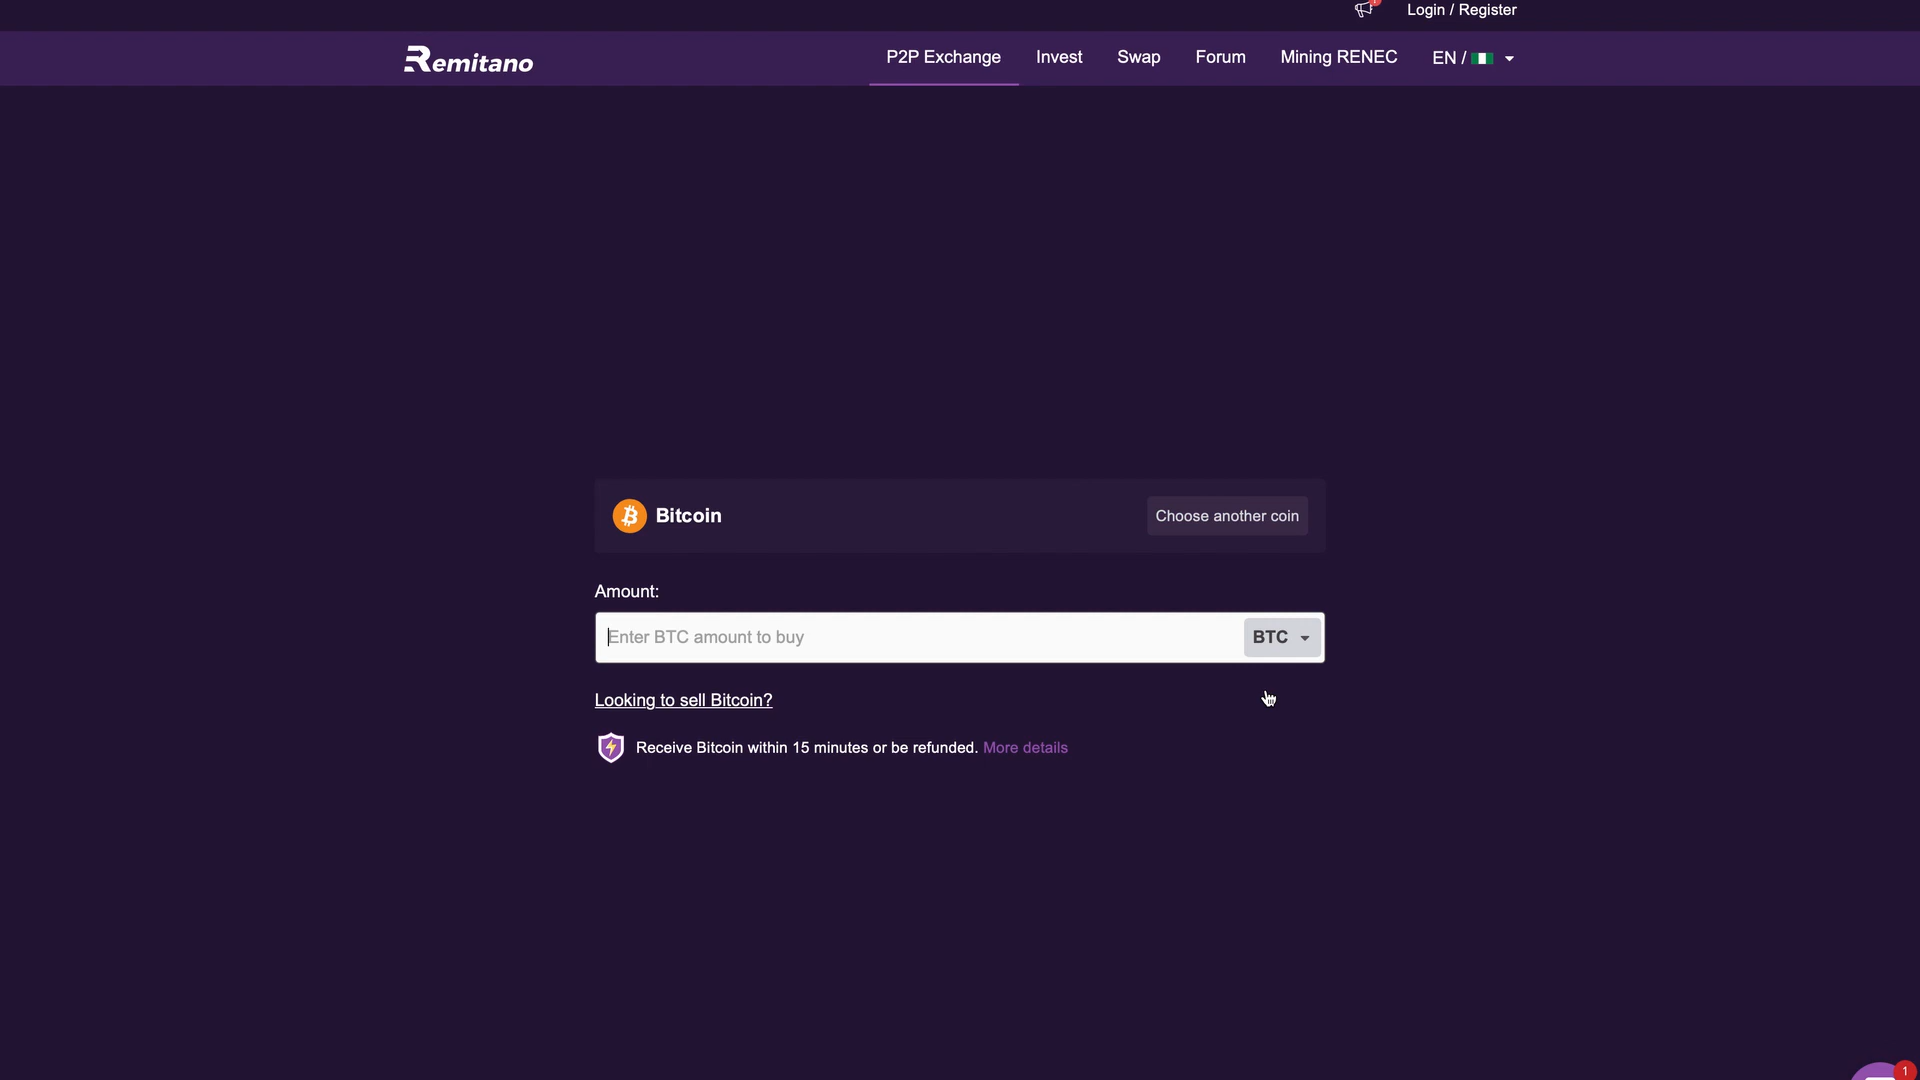 Login / Register
Remitano
P2P Exchange
Invest
Swap
Forum
Mining RENEC
EN /
Bitcoin
Choose another coin
Amount:
Enter BTC amount to buy
BTC
Looking to sell Bitcoin?
Receive Bitcoin within 15 minutes or be refunded. More details
1